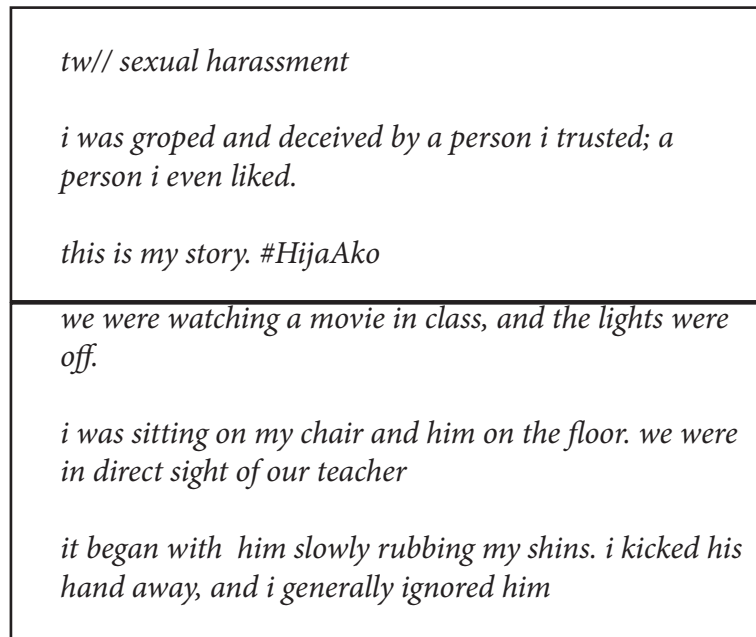 tw// sexual harassment
i was groped and deceived by a person i trusted; a
person i even liked.
this is my story. #HijaAko
we were watching a movie in class, and the lights were
off.
i was sitting on my chair and him on the floor. we were
in direct sight of our teacher
it began with  him slowly rubbing my shins. i kicked his
hand away, and i generally ignored him